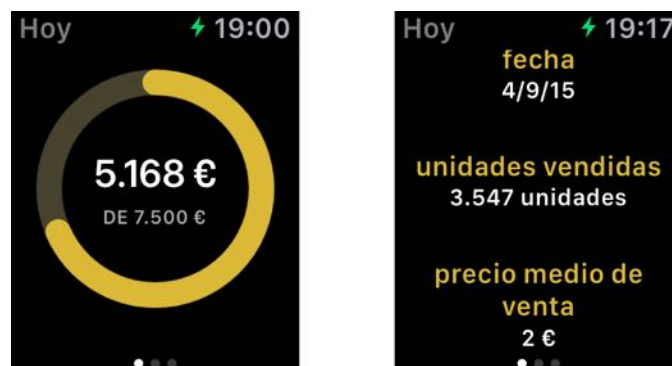 Hoy 19:00
5.168 €
DE 7.500 €
Hoy 19:17
fecha
4/9/15
unidades vendidas
3.547 unidades
precio medio de
venta
2 €